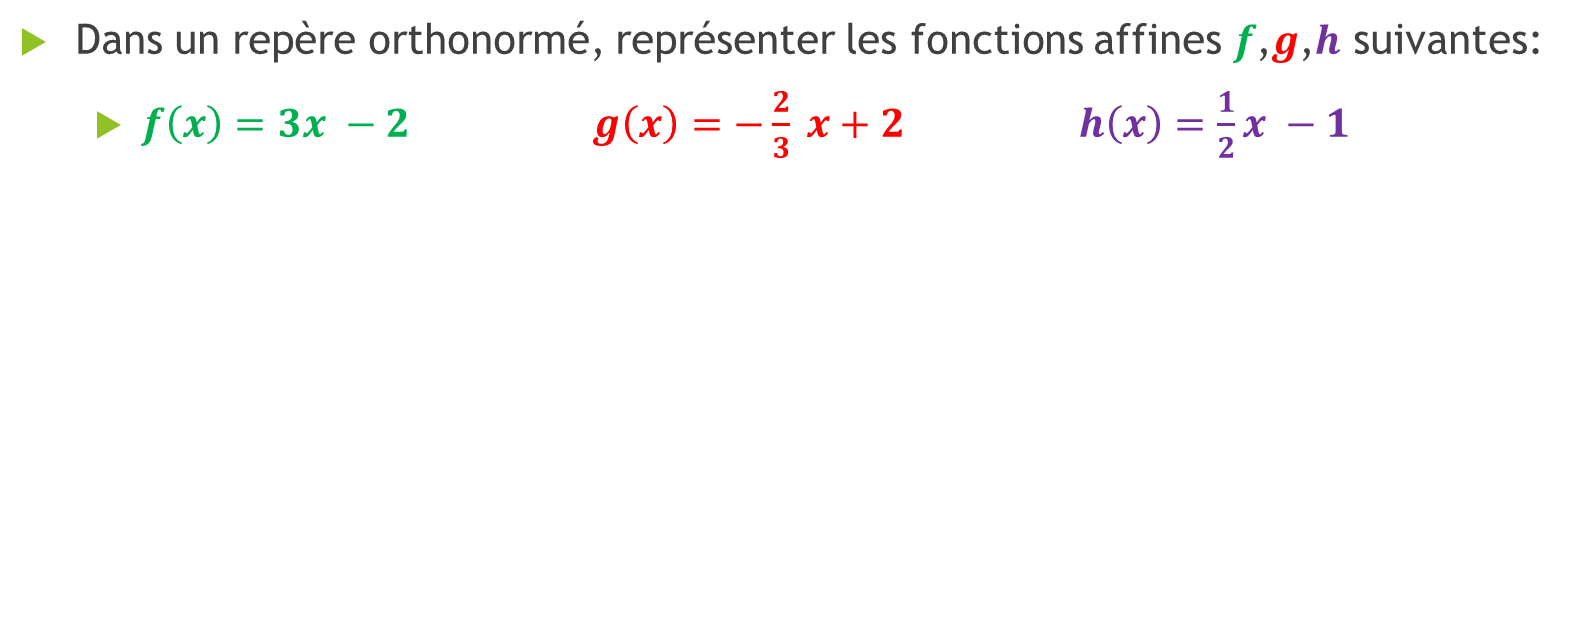 Dans un repère orthonormé, représenter les fonctions affines f,g,h suivantes:
f(x) = 3x − 2 g(x) = −2/3 x + 2 h(x) = 1/2 x − 1